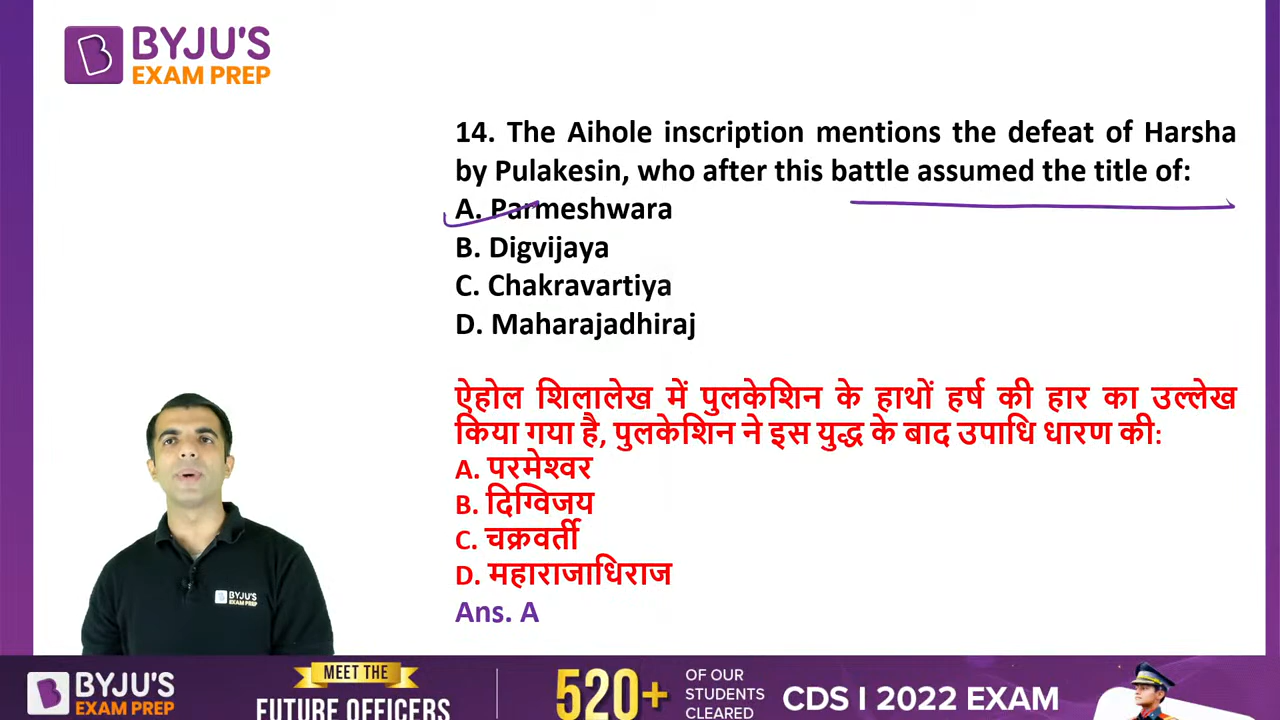 BYJU'S
EXAM PREP
14. The Aihole inscription mentions the defeat of Harsha
by Pulakesin, who after this battle assumed the title of:
A. Parmeshwara
B. Digvijaya
C. Chakravartiya
D. Maharajadhiraj
ऐहोल शिलालेख में पुलकेशिन के हाथों हर्ष की हार का उल्लेख
किया गया है, पुलकेशिन ने इस युद्ध के बाद उपाधि धारण की:
A. परमेश्वर
B. दिग्विजय
C. चक्रवर्ती
D. महाराजाधिराज
Ans. A
BYJU'S
EXAM PREP
BYJU'S
EXAM PREP
MEET THE
FUTURE OFFICERS
520+
OF OUR
STUDENTS
CLEARED
CDS I 2022 EXAM